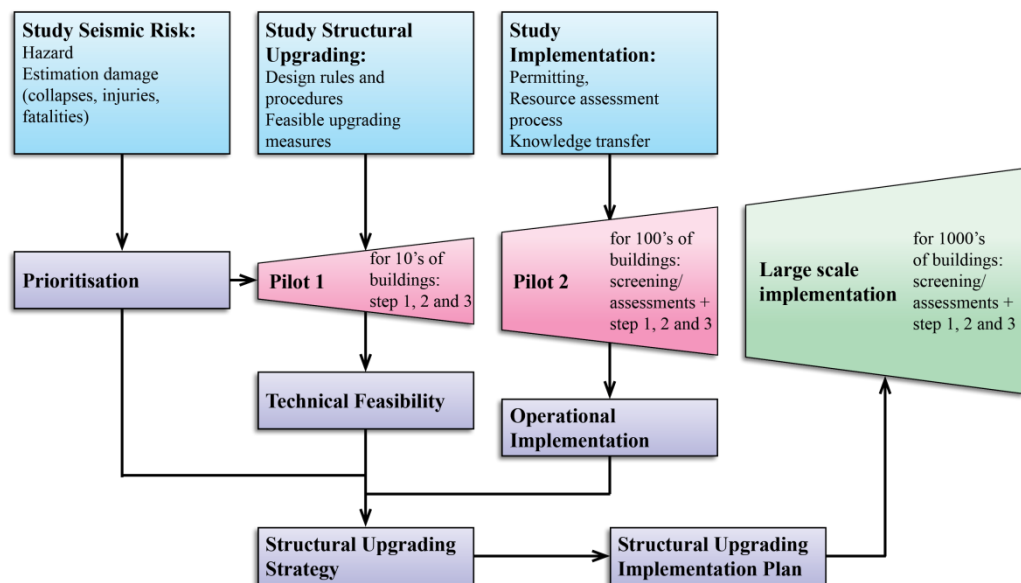 Study Seismic Risk:
Hazard
Estimation damage
(collapses, injuries,
fatalities)
Study Structural
Upgrading:
Design rules and
procedures
Feasible upgrading
measures
Study
Implementation:
Permitting,
Resource assessment
process
Knowledge transfer
Prioritisation
Pilot 1
for 10’s of
buildings:
step 1, 2 and 3
Pilot 2
for 100’s of
buildings:
screening/
assessments +
step 1, 2 and 3
Large scale
implementation
for 1000’s
of buildings:
screening/
assessments +
step 1, 2 and 3
Technical Feasibility
Operational
Implementation
Structural Upgrading
Strategy
Structural Upgrading
Implementation Plan